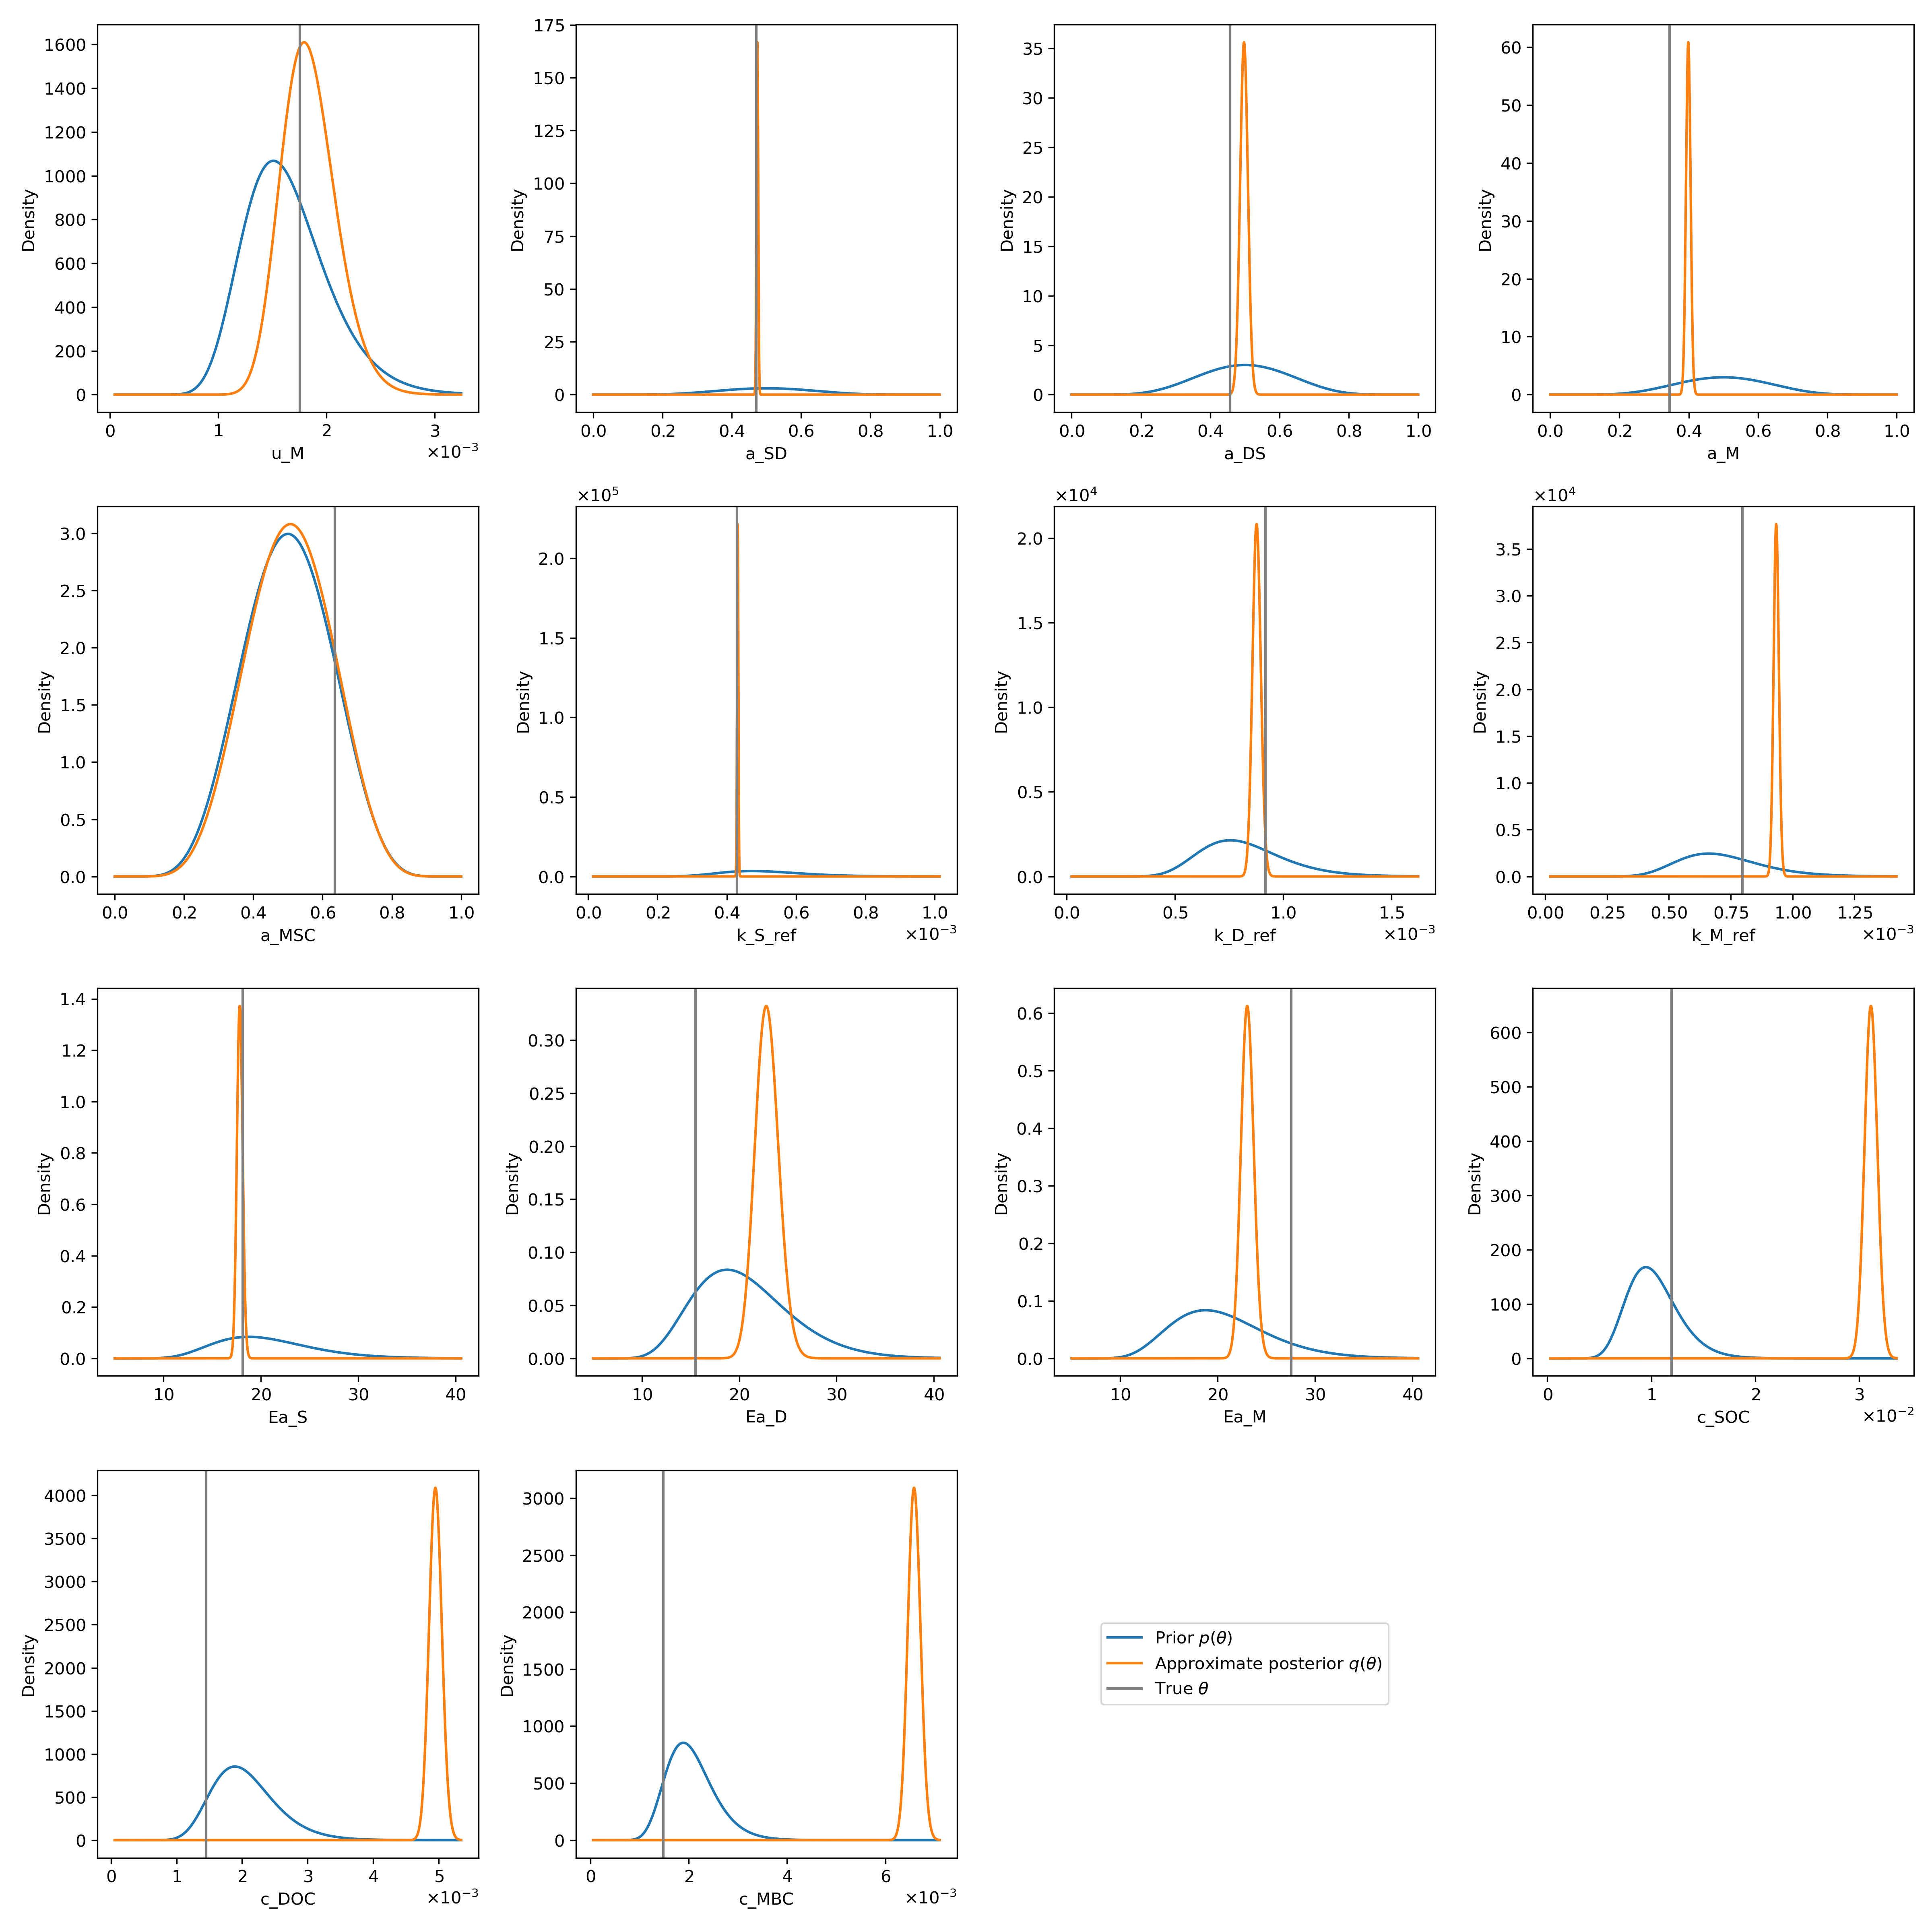 Density
1600
1400
1200
1000
800
600
400
200
0
0 1 2 3
×10⁻³
u_M
Density
175
150
125
100
75
50
25
0
0.0 0.2 0.4 0.6 0.8 1.0
a_SD
Density
35
30
25
20
15
10
5
0
0.0 0.2 0.4 0.6 0.8 1.0
a_DS
Density
60
50
40
30
20
10
0
0.0 0.2 0.4 0.6 0.8 1.0
a_M
Density
3.0
2.5
2.0
1.5
1.0
0.5
0.0
0.0 0.2 0.4 0.6 0.8 1.0
a_MSC
×10⁵
Density
2.0
1.5
1.0
0.5
0.0
0.0 0.2 0.4 0.6 0.8 1.0
×10⁻³
k_S_ref
×10⁴
Density
2.0
1.5
1.0
0.5
0.0
0.0 0.5 1.0 1.5
×10⁻³
k_D_ref
×10⁴
Density
3.5
3.0
2.5
2.0
1.5
1.0
0.5
0.0
0.00 0.25 0.50 0.75 1.00 1.25
×10⁻³
k_M_ref
Density
1.4
1.2
1.0
0.8
0.6
0.4
0.2
0.0
10 20 30 40
Ea_S
Density
0.30
0.25
0.20
0.15
0.10
0.05
0.00
10 20 30 40
Ea_D
Density
0.6
0.5
0.4
0.3
0.2
0.1
0.0
10 20 30 40
Ea_M
Density
600
500
400
300
200
100
0
0 1 2 3
×10⁻²
c_SOC
Density
4000
3500
3000
2500
2000
1500
1000
500
0
0 1 2 3 4 5
×10⁻³
c_DOC
Density
3000
2500
2000
1500
1000
500
0
0 2 4 6
×10⁻³
c_MBC
Prior p(θ)
Approximate posterior q(θ)
True θ